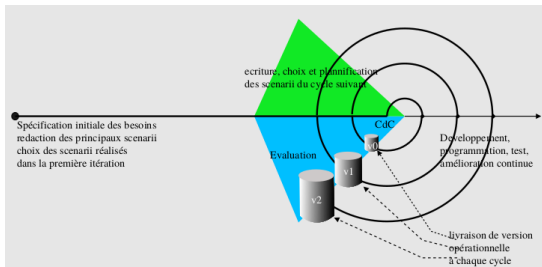 ecriture, choix et plannification
des scenarii du cycle suivant
CdC
Spécification initiale des besoins
redaction des principaux scenarii
choix des scenarii réalisés
dans la première itération
Evaluation
Developpement,
programmation, test,
amélioration continue
v0
v1
v2
livraison de version
opérationnelle
à chaque cycle